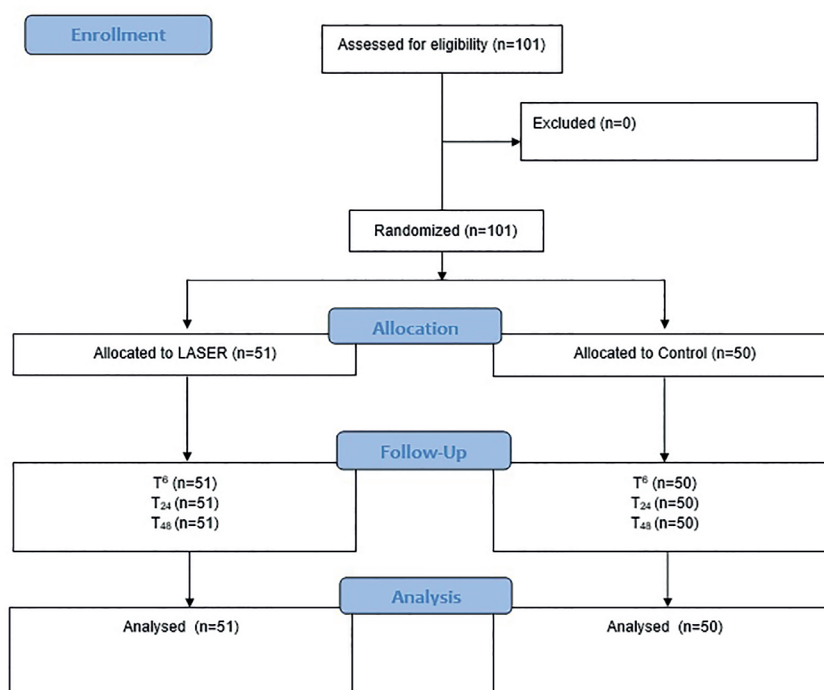 Enrollment
Assessed for eligibility (n=101)
Excluded (n=0)
Randomized (n=101)
Allocation
Allocated to LASER (n=51)
Allocated to Control (n=50)
Follow-Up
T⁶ (n=51)
T₂₄ (n=51)
T₄₈ (n=51)
T⁶ (n=50)
T₂₄ (n=50)
T₄₈ (n=50)
Analysis
Analysed (n=51)
Analysed (n=50)